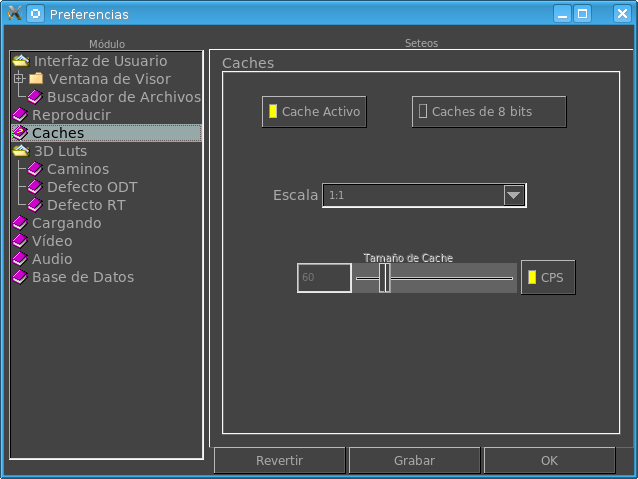 Preferencias
Módulo
Seteos
Interfaz de Usuario
Ventana de Visor
Buscador de Archivos
Reproducir
Caches
3D Luts
Caminos
Defecto ODT
Defecto RT
Cargando
Vídeo
Audio
Base de Datos
Caches
Cache Activo
Caches de 8 bits
Escala
1:1
Tamaño de Cache
60
CPS
Revertir
Grabar
OK